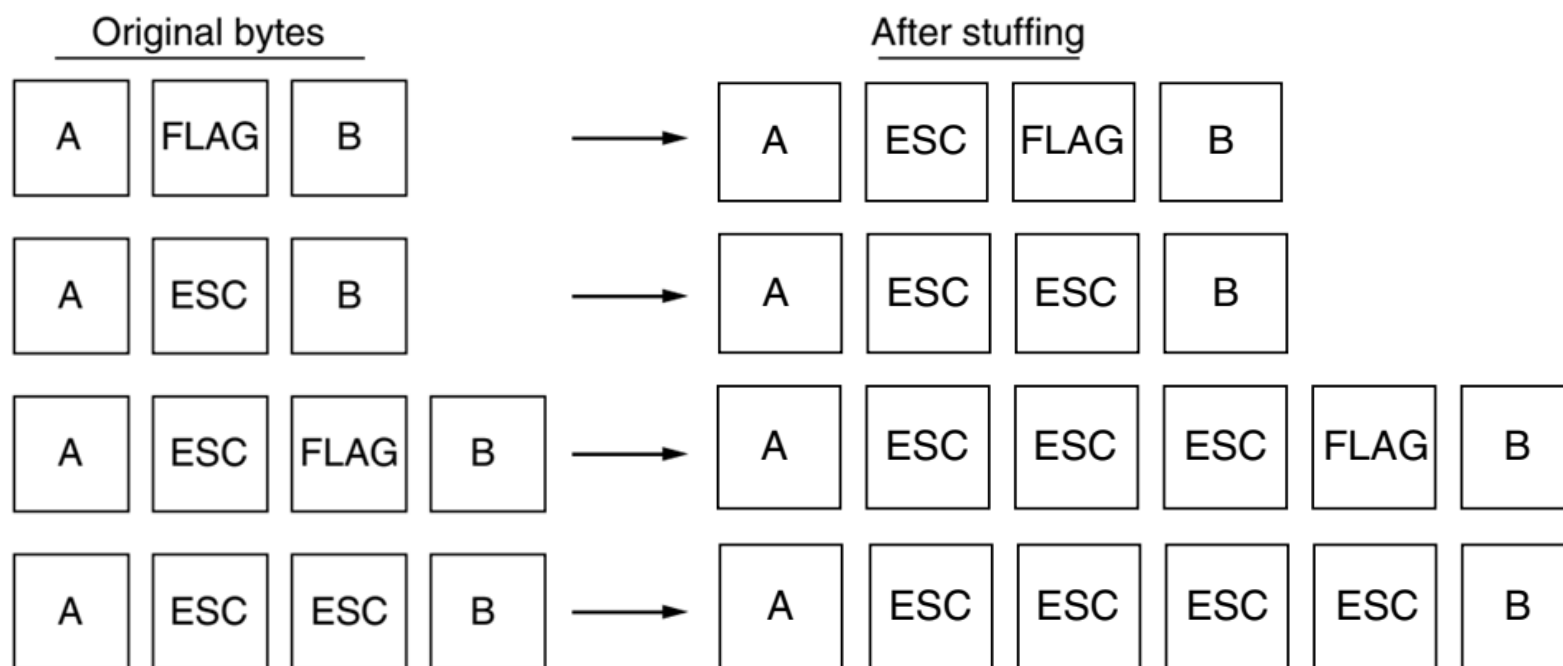 Original bytes After stuffing
A FLAG B A ESC FLAG B
A ESC B A ESC ESC B
A ESC FLAG B A ESC ESC ESC FLAG B
A ESC ESC B A ESC ESC ESC ESC B